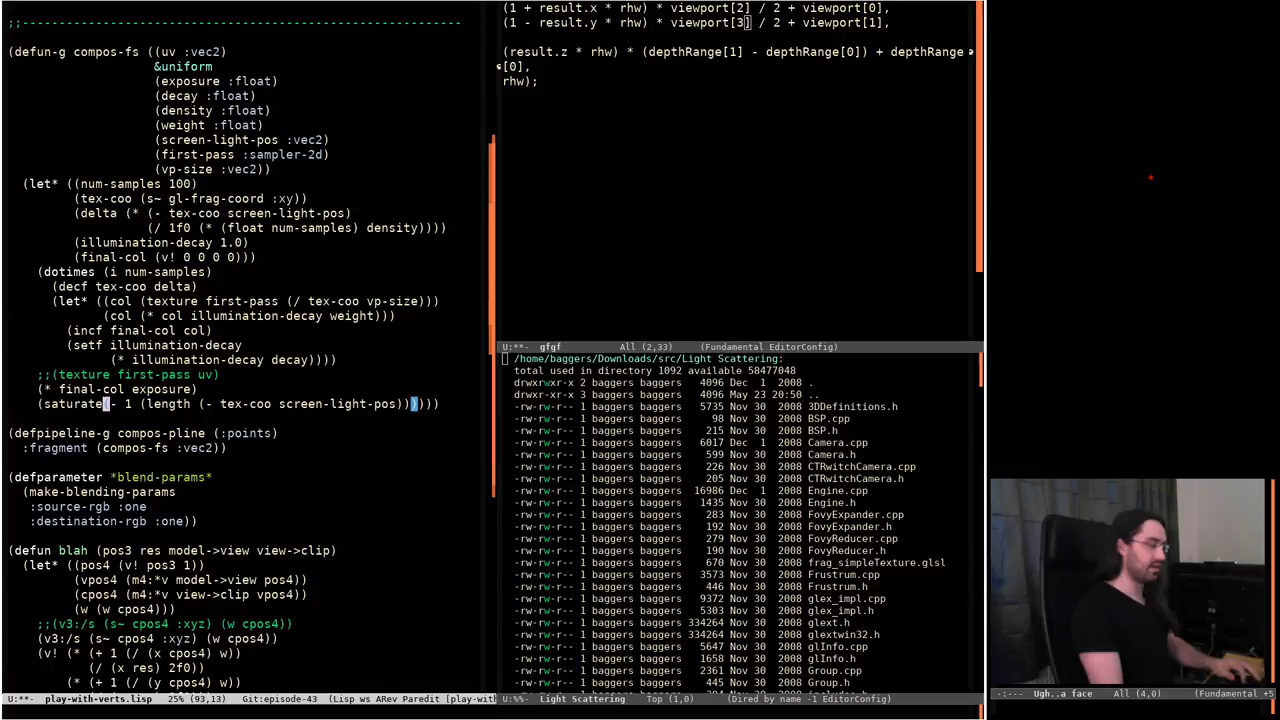 ;;------------------------------------------------------------
(defun-g compos-fs ((uv :vec2)
&uniform
(exposure :float)
(decay :float)
(density :float)
(weight :float)
(screen-light-pos :vec2)
(first-pass :sampler-2d)
(vp-size :vec2))
(let* ((num-samples 100)
(tex-coo (s~ gl-frag-coord :xy))
(delta (* (- tex-coo screen-light-pos)
(/ 1f0 (* (float num-samples) density))))
(illumination-decay 1.0)
(final-col (v! 0 0 0 0)))
(dotimes (i num-samples)
(decf tex-coo delta)
(let* ((col (texture first-pass (/ tex-coo vp-size)))
(col (* col illumination-decay weight)))
(incf final-col col)
(setf illumination-decay
(* illumination-decay decay))))
;;(texture first-pass uv)
(* final-col exposure)
(saturate(- 1 (length (- tex-coo screen-light-pos))))))
(defpipeline-g compos-pline (:points)
:fragment (compos-fs :vec2))
(defparameter *blend-params*
(make-blending-params
:source-rgb :one
:destination-rgb :one))
(defun blah (pos3 res model->view view->clip)
(let* ((pos4 (v! pos3 1))
(vpos4 (m4:*v model->view pos4))
(cpos4 (m4:*v view->clip vpos4))
(w (w cpos4)))
;;(v3:/s (s~ cpos4 :xyz) (w cpos4))
(v3:/s (s~ cpos4 :xyz) (w cpos4))
(v! (* (+ 1 (/ (x cpos4) w))
(/ (x res) 2f0))
(* (+ 1 (/ (y cpos4) w))
U:**- play-with-verts.lisp 25% (93,13) Git:episode-43 (Lisp ws ARev Paredit [play-wit
(1 + result.x * rhw) * viewport[2] / 2 + viewport[0],
(1 - result.y * rhw) * viewport[3] / 2 + viewport[1],
(result.z * rhw) * (depthRange[1] - depthRange[0]) + depthRange
[0],
rhw);
U:**- gfgf All (2,33) (Fundamental EditorConfig)
/home/baggers/Downloads/src/Light Scattering:
total used in directory 1092 available 58477048
drwxrwxr-x 2 baggers baggers 4096 Dec 1 2008 .
drwxrwxr-x 3 baggers baggers 4096 May 23 20:50 ..
-rw-rw-r-- 1 baggers baggers 5735 Nov 30 2008 3DDefinitions.h
-rw-rw-r-- 1 baggers baggers 98 Nov 30 2008 BSP.cpp
-rw-rw-r-- 1 baggers baggers 215 Nov 30 2008 BSP.h
-rw-rw-r-- 1 baggers baggers 6017 Dec 1 2008 Camera.cpp
-rw-rw-r-- 1 baggers baggers 599 Nov 30 2008 Camera.h
-rw-rw-r-- 1 baggers baggers 226 Nov 30 2008 CTRwitchCamera.cpp
-rw-rw-r-- 1 baggers baggers 205 Nov 30 2008 CTRwitchCamera.h
-rw-rw-r-- 1 baggers baggers 16986 Dec 1 2008 Engine.cpp
-rw-rw-r-- 1 baggers baggers 1435 Nov 30 2008 Engine.h
-rw-rw-r-- 1 baggers baggers 283 Nov 30 2008 FovyExpander.cpp
-rw-rw-r-- 1 baggers baggers 192 Nov 30 2008 FovyExpander.h
-rw-rw-r-- 1 baggers baggers 279 Nov 30 2008 FovyReducer.cpp
-rw-rw-r-- 1 baggers baggers 190 Nov 30 2008 FovyReducer.h
-rw-rw-r-- 1 baggers baggers 670 Nov 30 2008 frag_simpleTexture.glsl
-rw-rw-r-- 1 baggers baggers 3573 Nov 30 2008 Frustrum.cpp
-rw-rw-r-- 1 baggers baggers 446 Nov 30 2008 Frustrum.h
-rw-rw-r-- 1 baggers baggers 9372 Nov 30 2008 glex_impl.cpp
-rw-rw-r-- 1 baggers baggers 5303 Nov 30 2008 glex_impl.h
-rw-rw-r-- 1 baggers baggers 334264 Nov 30 2008 glext.h
-rw-rw-r-- 1 baggers baggers 334264 Nov 30 2008 glextwin32.h
-rw-rw-r-- 1 baggers baggers 5647 Nov 30 2008 glInfo.cpp
-rw-rw-r-- 1 baggers baggers 1658 Nov 30 2008 glInfo.h
-rw-rw-r-- 1 baggers baggers 2361 Nov 30 2008 Group.cpp
-rw-rw-r-- 1 baggers baggers 445 Nov 30 2008 Group.h
U:%%- Light Scattering Top (1,0) (Dired by name -1 EditorConfig)
-:--- Ugh..a face All (4,0) (Fundamental +5